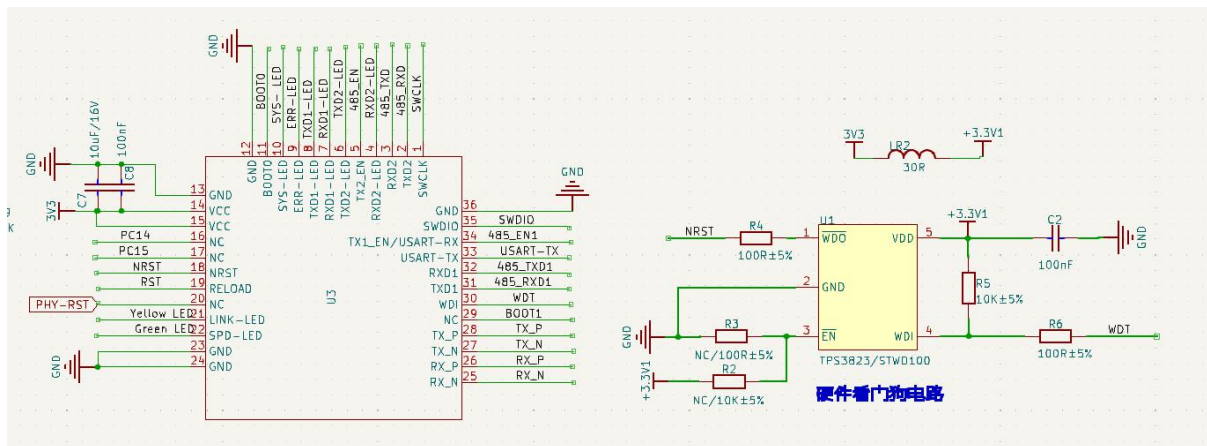 GND
BOOT0
SYS- LED
ERR-LED
TXD1-LED
RXD1-LED
TXD2-LED
485_EN
RXD2-LED
485_TXD
485_RXD
SWCLK
12
11
10
9
8
7
6
5
4
3
2
1
GND
BOOT0
SYS-LED
ERR-LED
TXD1-LED
RXD1-LED
TXD2-LED
TX2_EN
RXD2-LED
RXD2
TXD2
SWCLK
10uF/16V
100nF
GND
C7
C8
3V3
13 GND
14 VCC
15 VCC
PC14 16 NC
PC15 17 NC
NRST 18 NRST
RST 19 RELOAD
PHY-RST 20 NC
Yellow LED 21 LINK-LED
Green LED 22 SPD-LED
23 GND
24 GND
GND
U3
GND
GND 36
SWDIO 35 SWDIO
TX1_EN/USART-RX 34 485_EN1
USART-TX 33 USART-TX
RXD1 32 485_TXD1
TXD1 31 485_RXD1
WDI 30 WDT
NC 29 BOOT1
TX_P 28 TX_P
TX_N 27 TX_N
RX_P 26 RX_P
RX_N 25 RX_N
3V3
LR2
+3.3V1
30R
NRST
R4
100R±5%
U1
1 WDO
2 GND
3 EN
VDD 5
WDI 4
TPS3823/STWD100
+3.3V1
C2
100nF
GND
R5
10K±5%
R6
100R±5%
WDT
GND
R3
NC/100R±5%
+3.3V1
R2
NC/10K±5%
硬件看门狗电路